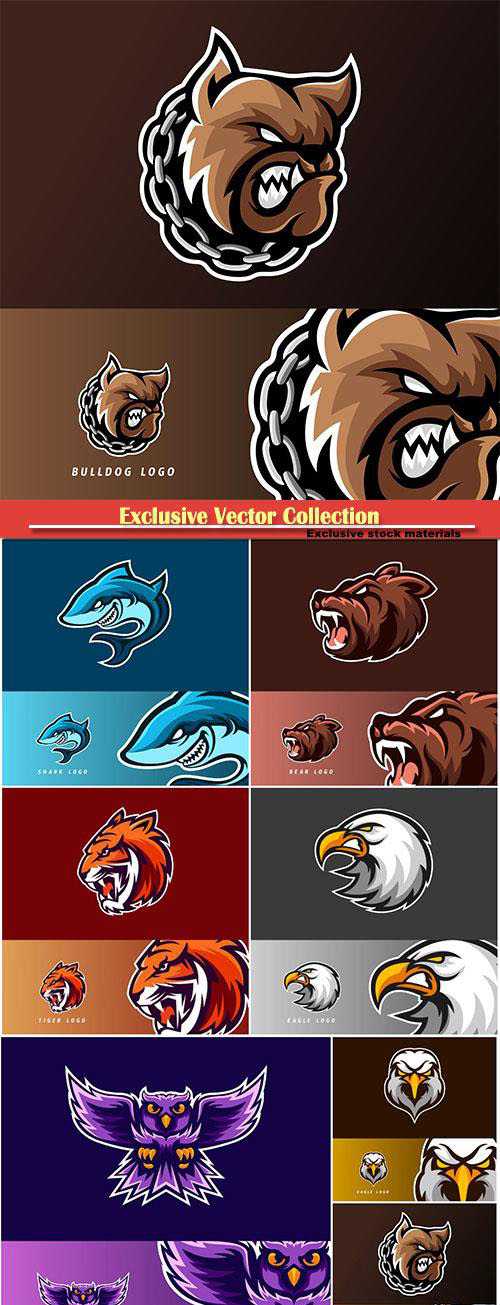 BULLDOG LOGO
Exclusive Vector Collection
Exclusive stock materials
SHARK LOGO
BEAR LOGO
TIGER LOGO
EAGLE LOGO
EAGLE LOGO